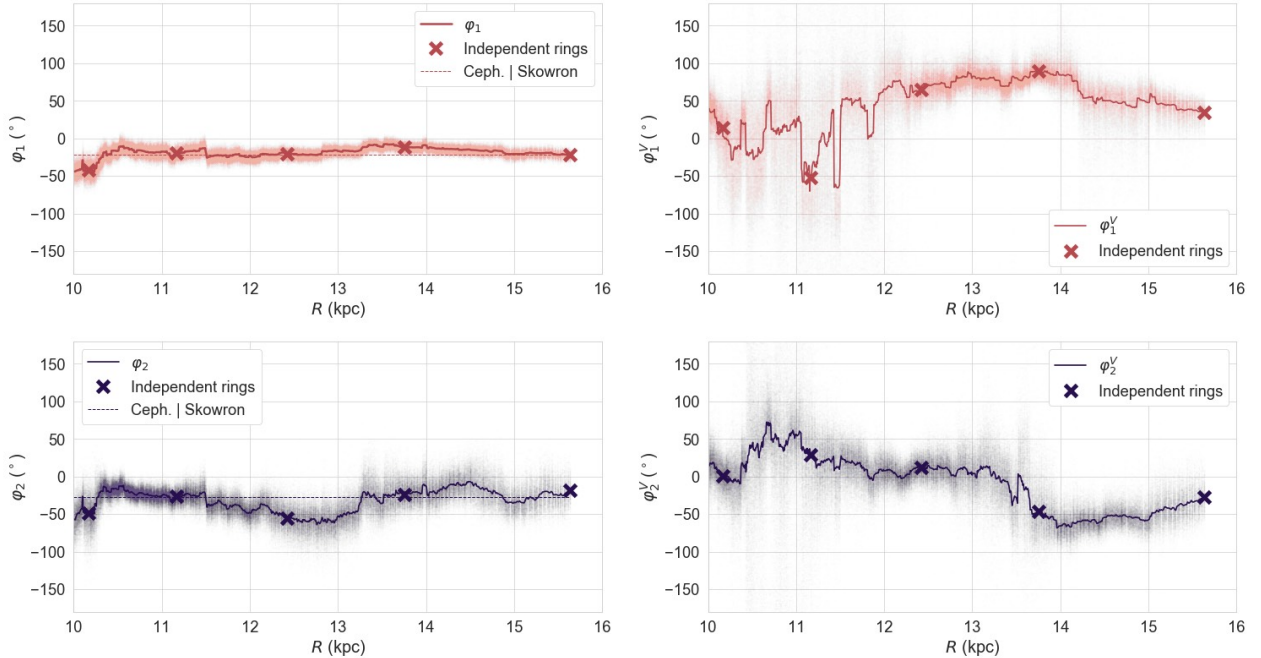 150
100
50
0
−50
−100
−150
φ₁ (°)
φ₁
Independent rings
Ceph. | Skowron
10 11 12 13 14 15 16
R (kpc)
150
100
50
0
−50
−100
−150
φ₁ⱽ (°)
φ₁ⱽ
Independent rings
10 11 12 13 14 15 16
R (kpc)
150
100
50
0
−50
−100
−150
φ₂ (°)
φ₂
Independent rings
Ceph. | Skowron
10 11 12 13 14 15 16
R (kpc)
150
100
50
0
−50
−100
−150
φ₂ⱽ (°)
φ₂ⱽ
Independent rings
10 11 12 13 14 15 16
R (kpc)